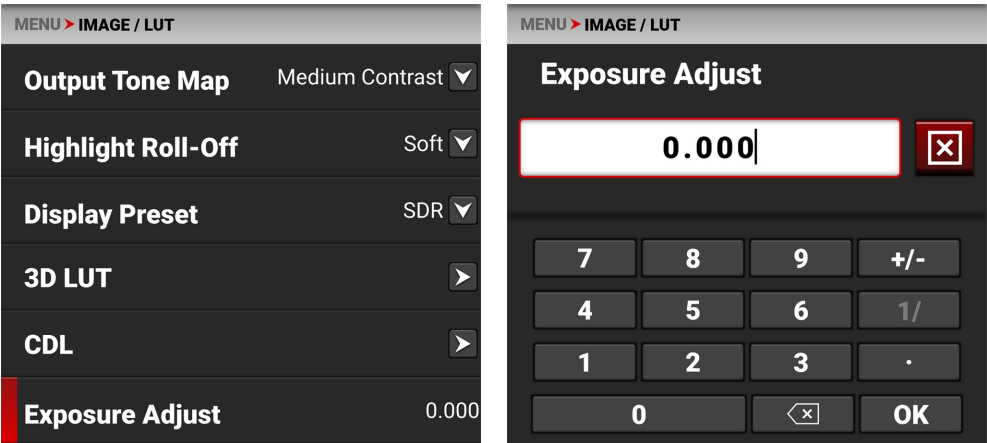 MENU IMAGE / LUT
Output Tone Map Medium Contrast
Highlight Roll-Off Soft
Display Preset SDR
3D LUT
CDL
Exposure Adjust 0.000
MENU IMAGE / LUT
Exposure Adjust
0.000
7 8 9 +/-
4 5 6 1/
1 2 3 .
0 OK